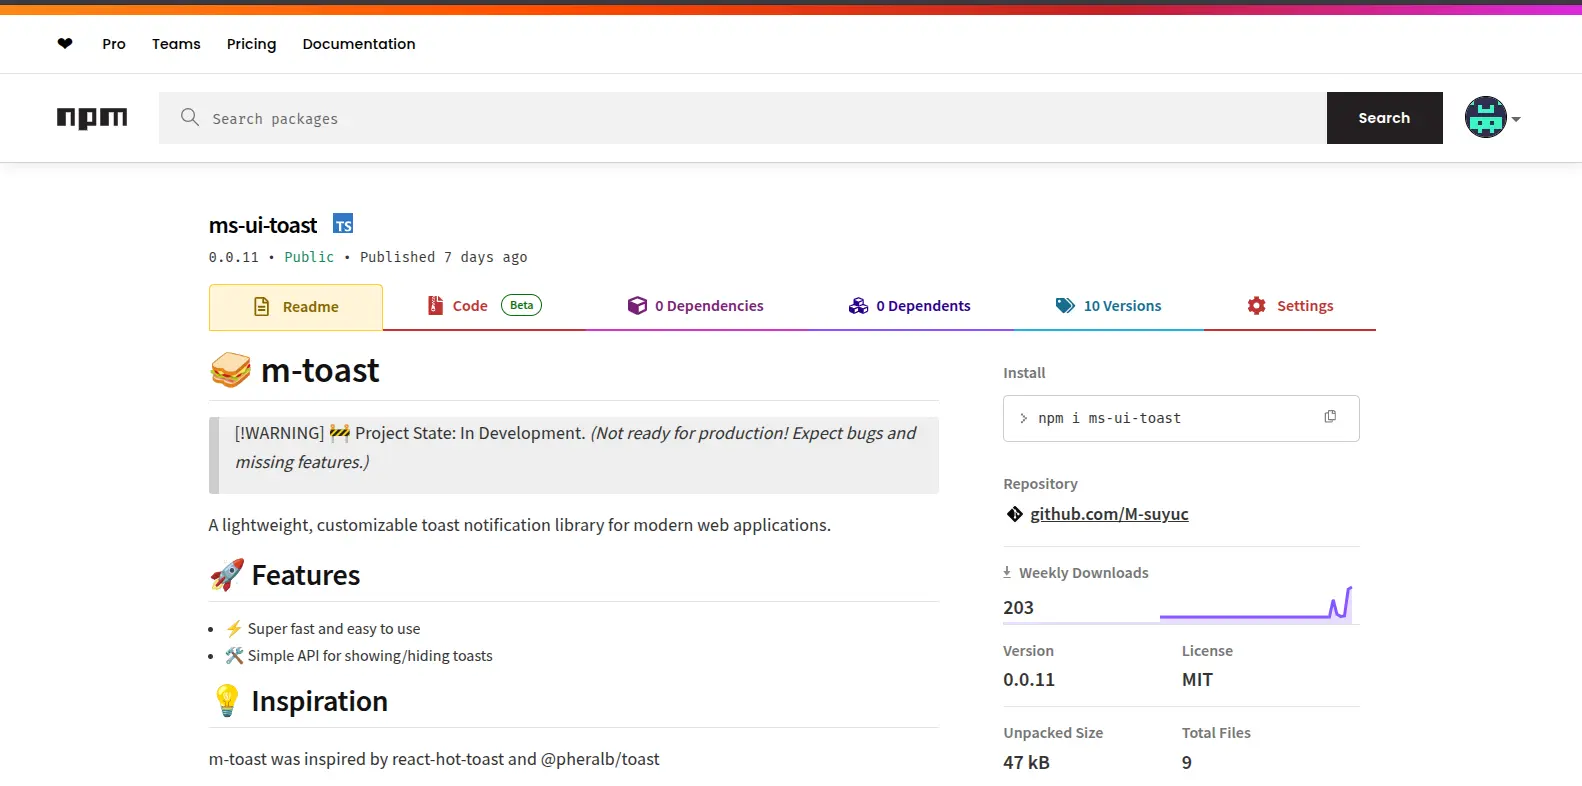 ❤ Pro Teams Pricing Documentation
npm Search packages Search
ms-ui-toast TS
0.0.11 • Public • Published 7 days ago
Readme Code Beta 0 Dependencies 0 Dependents 10 Versions Settings
🥪 m-toast
[!WARNING] 🚧 Project State: In Development. (Not ready for production! Expect bugs and
missing features.)
A lightweight, customizable toast notification library for modern web applications.
🚀 Features
• ⚡ Super fast and easy to use
• 🛠️ Simple API for showing/hiding toasts
💡 Inspiration
m-toast was inspired by react-hot-toast and @pheralb/toast
Install
> npm i ms-ui-toast
Repository
github.com/M-suyuc
Weekly Downloads
203
Version License
0.0.11 MIT
Unpacked Size Total Files
47 kB 9